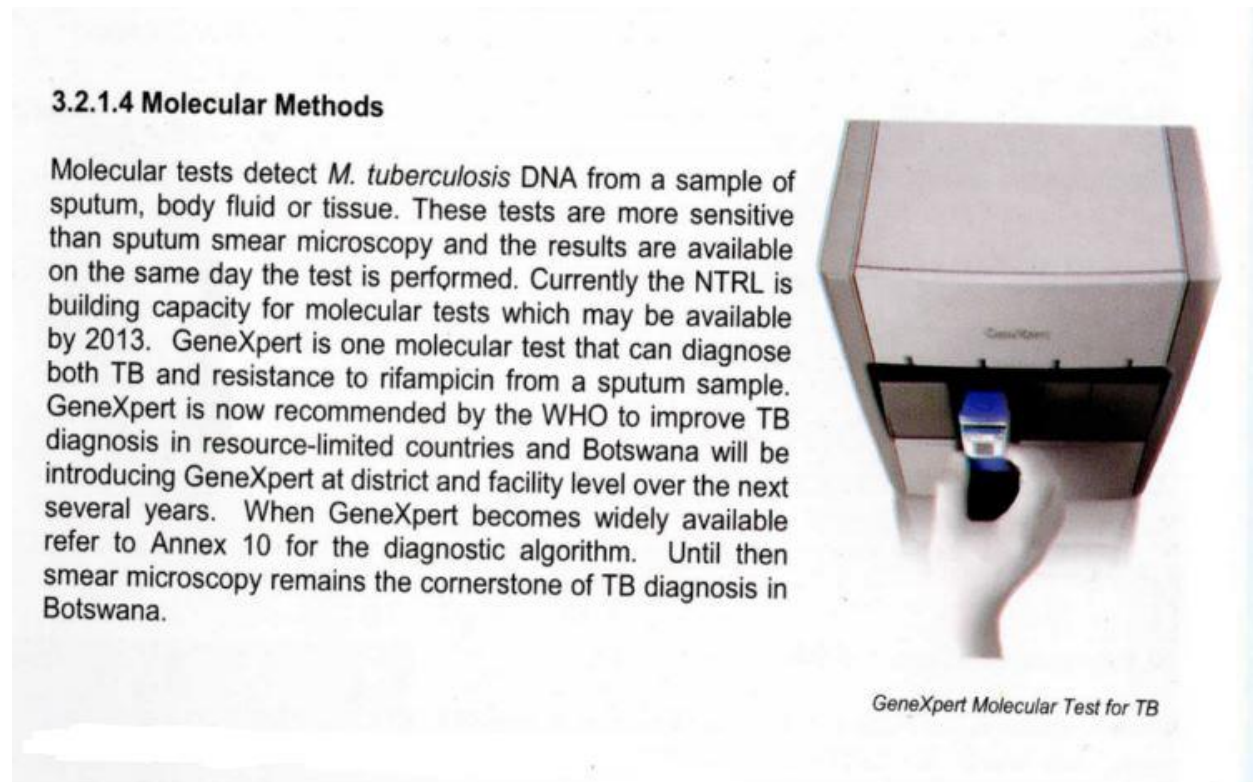 3.2.1.4 Molecular Methods
Molecular tests detect M. tuberculosis DNA from a sample of
sputum, body fluid or tissue. These tests are more sensitive
than sputum smear microscopy and the results are available
on the same day the test is performed. Currently the NTRL is
building capacity for molecular tests which may be available
by 2013. GeneXpert is one molecular test that can diagnose
both TB and resistance to rifampicin from a sputum sample.
GeneXpert is now recommended by the WHO to improve TB
diagnosis in resource-limited countries and Botswana will be
introducing GeneXpert at district and facility level over the next
several years. When GeneXpert becomes widely available
refer to Annex 10 for the diagnostic algorithm. Until then
smear microscopy remains the cornerstone of TB diagnosis in
Botswana.
GeneXpert
GeneXpert Molecular Test for TB